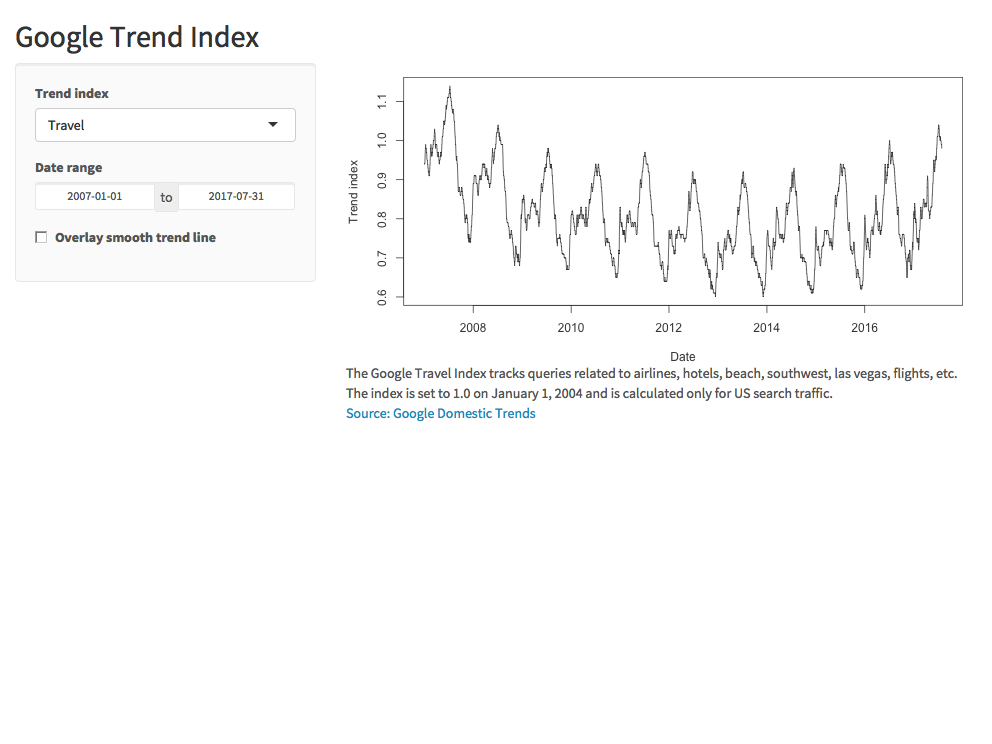 Google Trend Index
Trend index
Travel
Date range
2007-01-01 to 2017-07-31
Overlay smooth trend line
Trend index
1.1
1.0
0.9
0.8
0.7
0.6
2008 2010 2012 2014 2016
Date
The Google Travel Index tracks queries related to airlines, hotels, beach, southwest, las vegas, flights, etc.
The index is set to 1.0 on January 1, 2004 and is calculated only for US search traffic.
Source: Google Domestic Trends